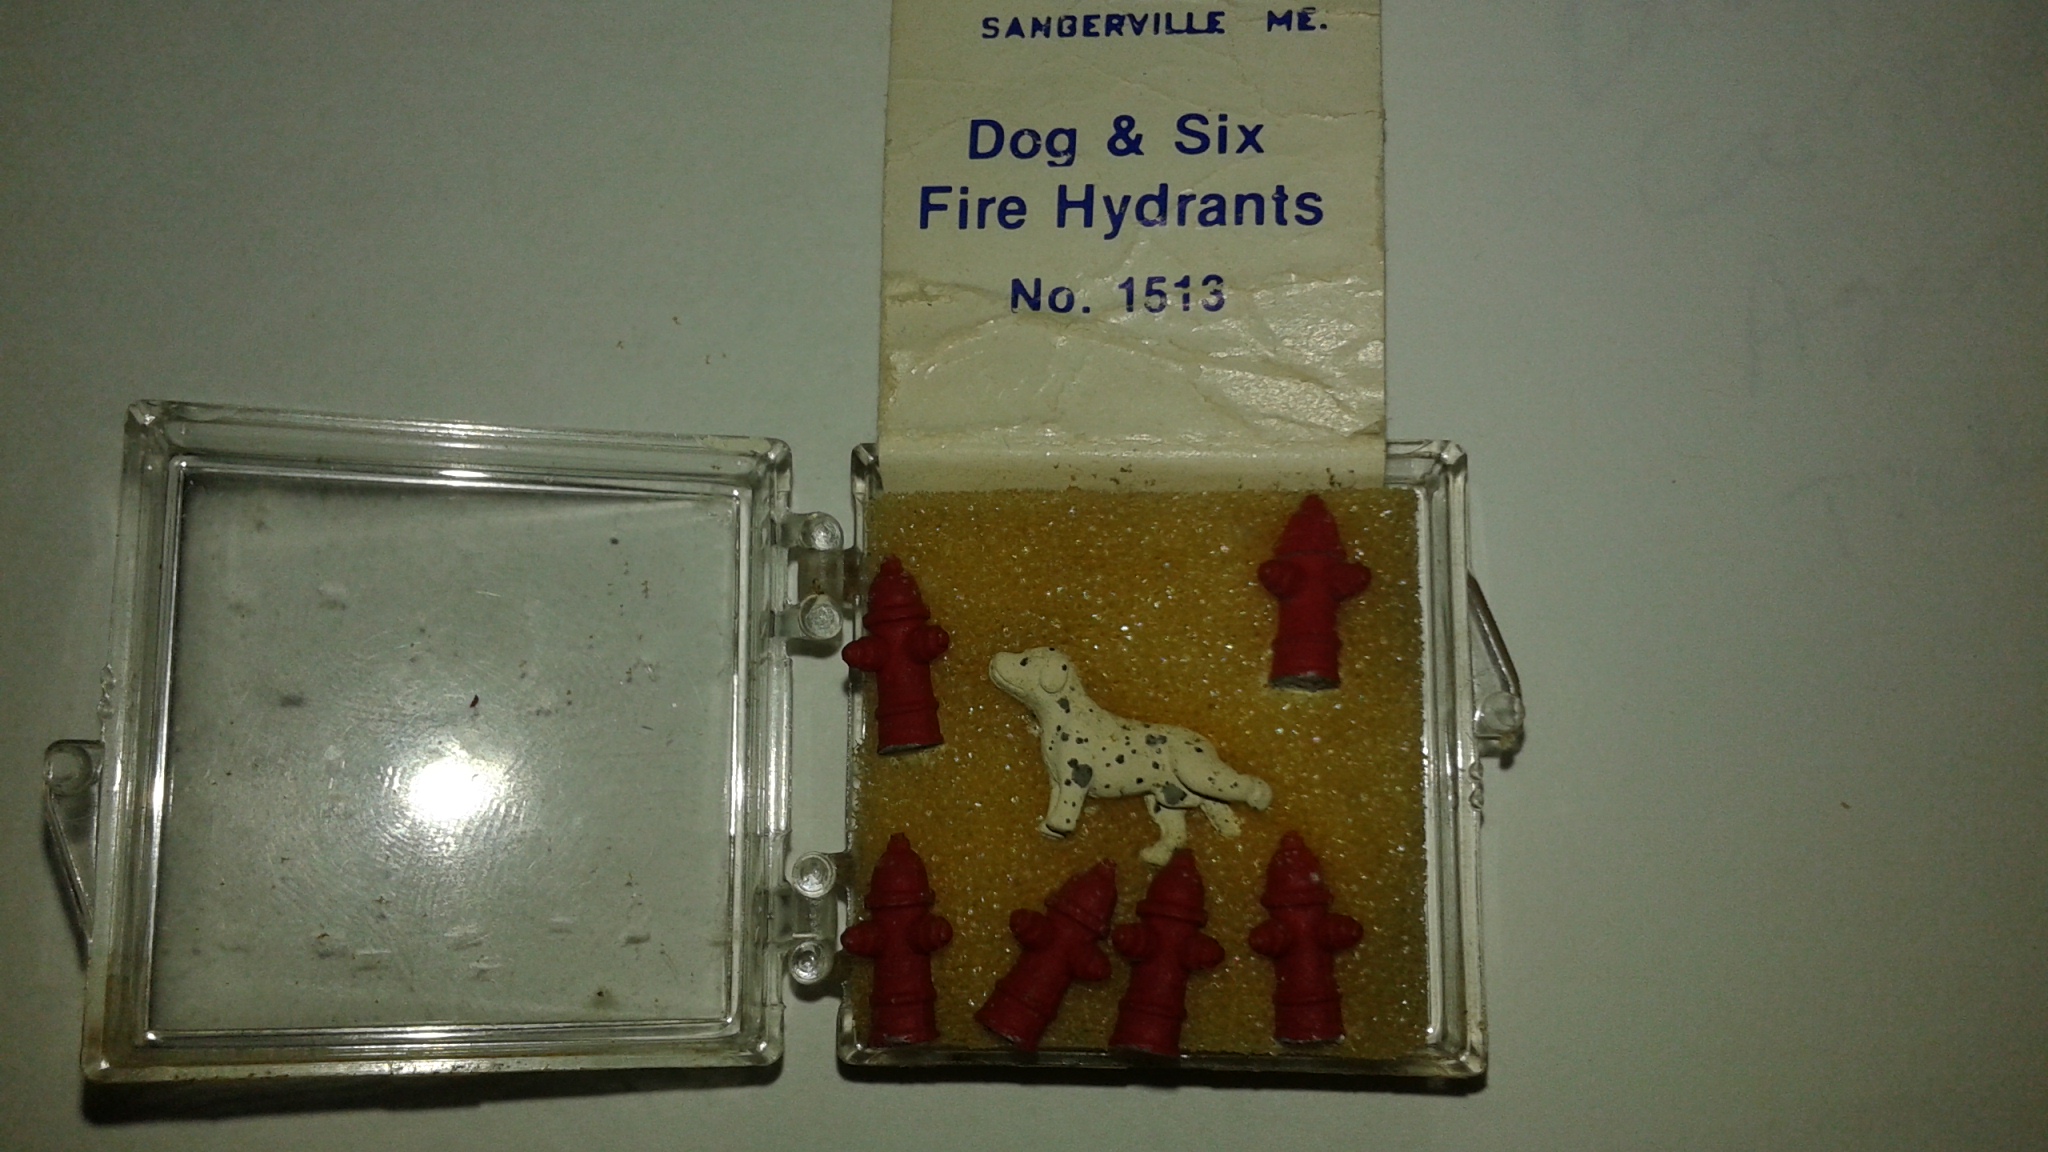 SANGERVILLE ME.
Dog & Six
Fire Hydrants
No. 1513